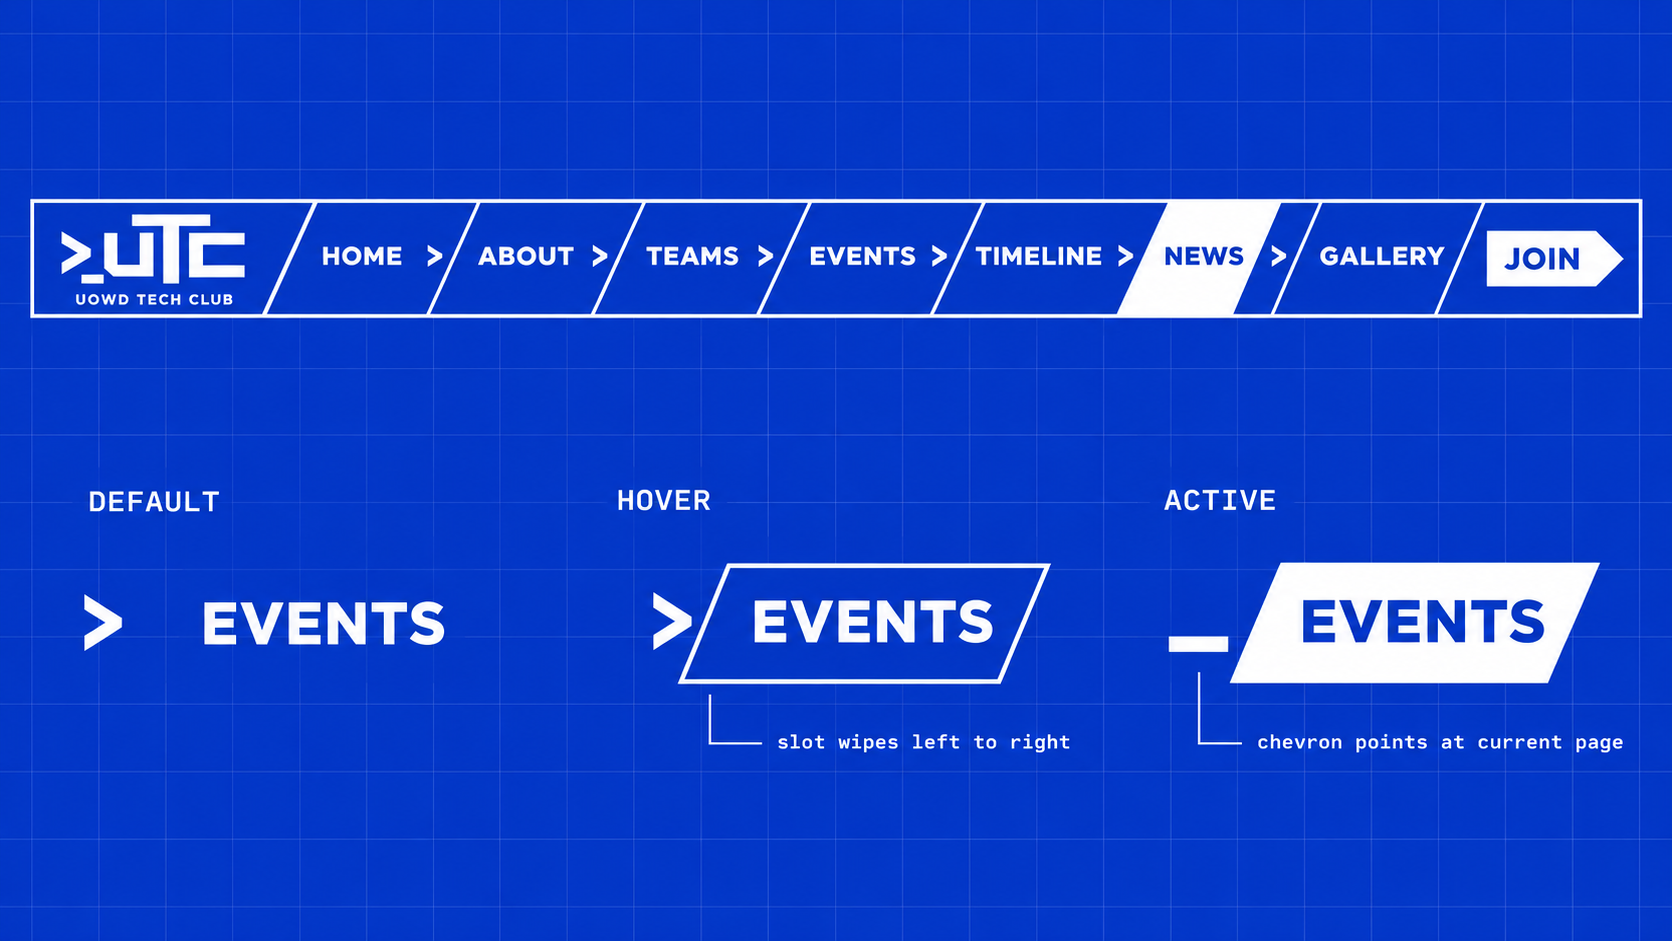 >_UTC
UOWD TECH CLUB
HOME > ABOUT > TEAMS > EVENTS > TIMELINE > NEWS > GALLERY JOIN
DEFAULT
HOVER
ACTIVE
> EVENTS
> EVENTS
_ EVENTS
slot wipes left to right
chevron points at current page